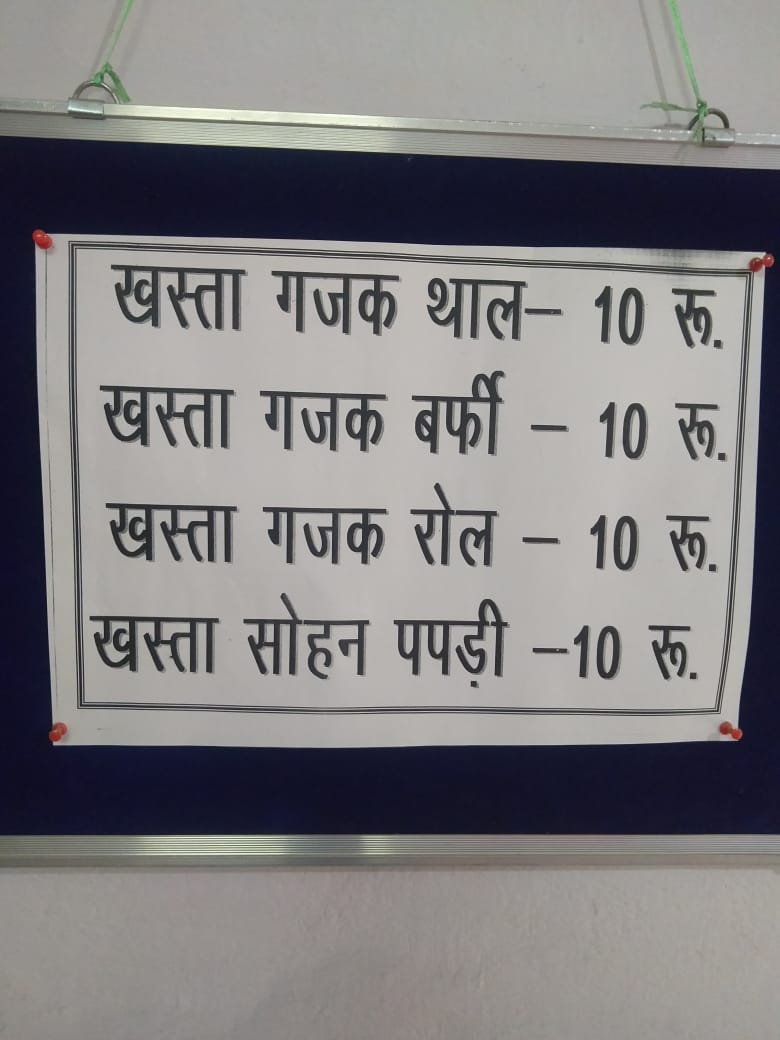 खस्ता गजक थाल– 10 रू.
खस्ता गजक बर्फी – 10 रू.
खस्ता गजक रोल – 10 रू.
खस्ता सोहन पपड़ी –10 रू.